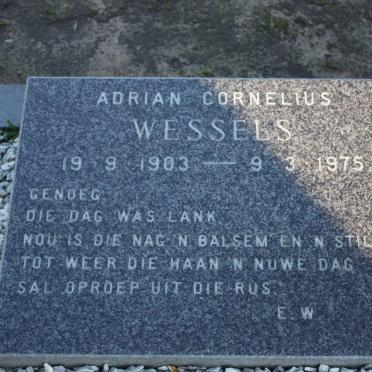 ADRIAN CORNELIUS
WESSELS
19 9 1903 — 9 3 1975
GENOEG
DIE DAG WAS LANK
NOU IS DIE NAG 'N BALSEM EN 'N STIL
TOT WEER DIE HAAN 'N NUWE DAG
SAL OPROEP UIT DIE RUS.
E.W